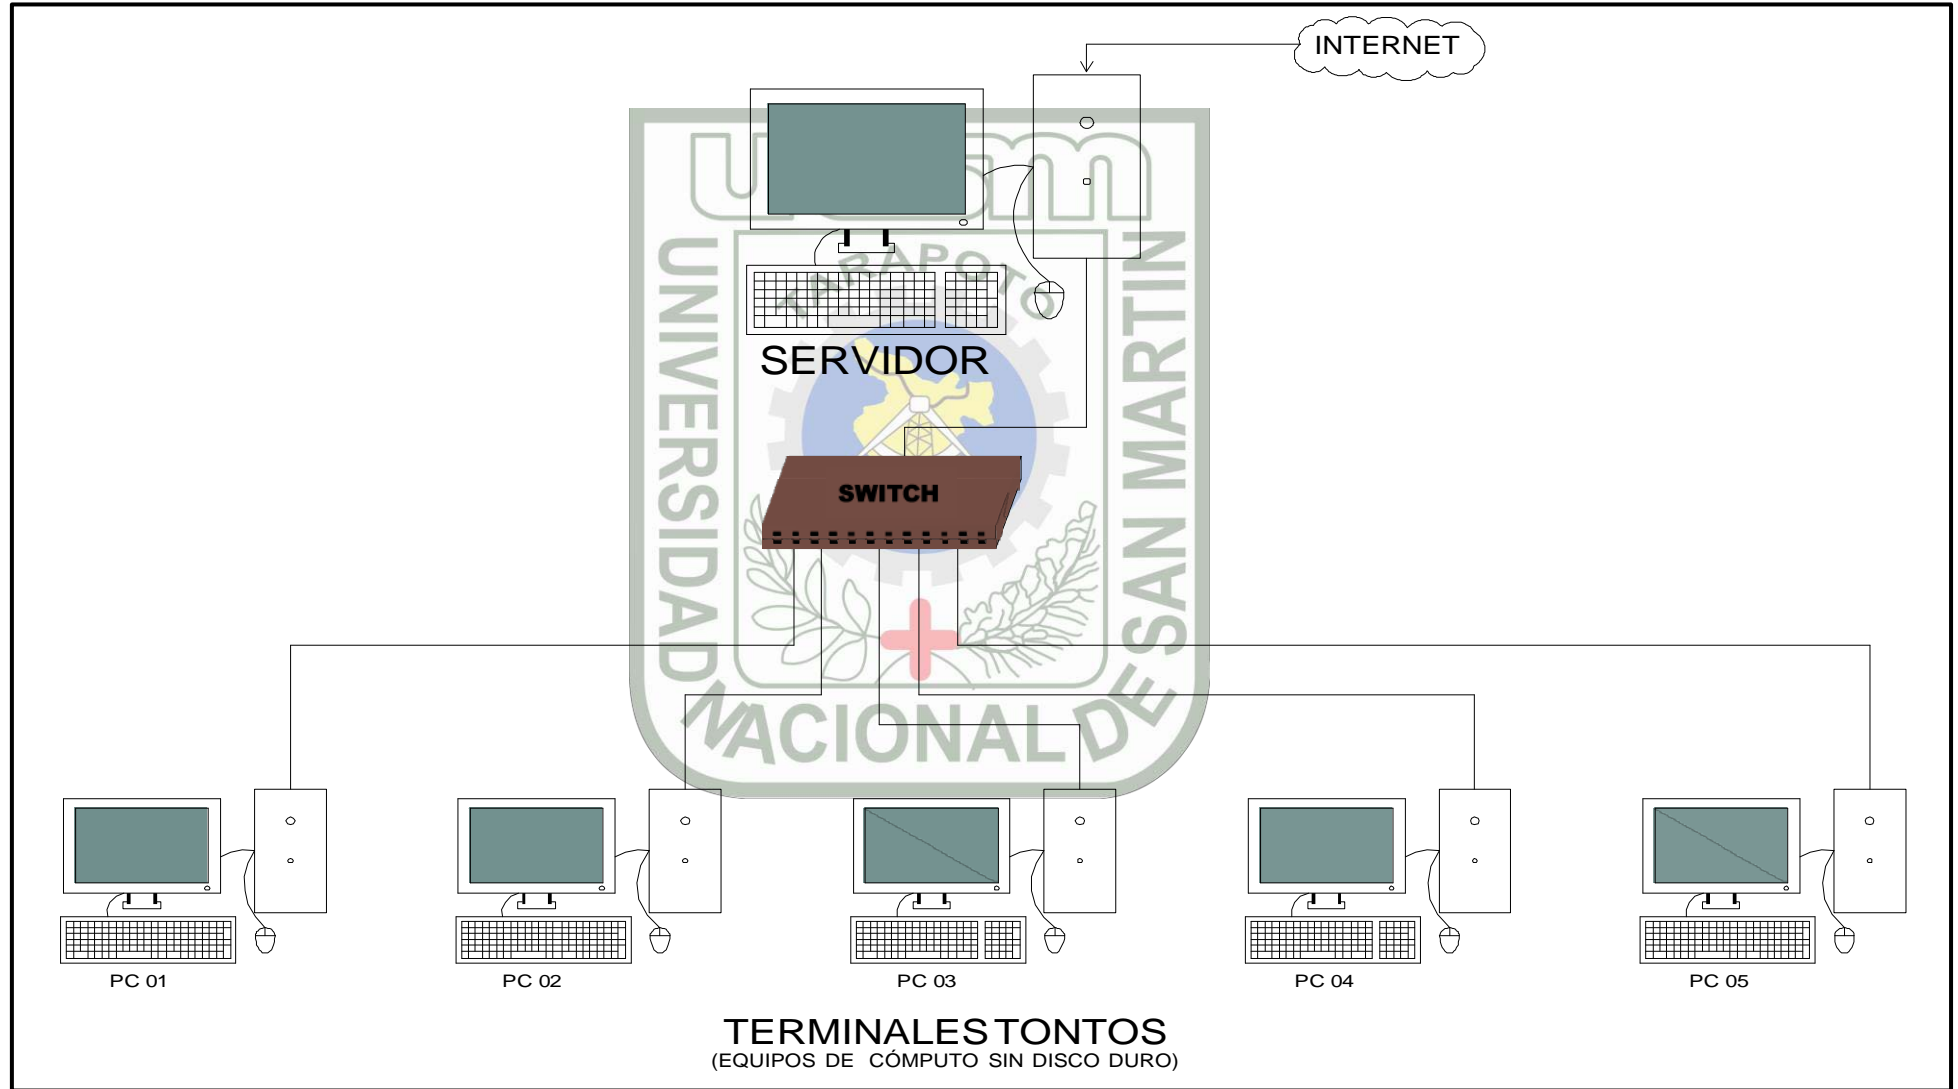 INTERNET
unsm
TARAPOTO
SERVIDOR
SWITCH
UNIVERSIDAD
NACIONAL DE
SAN MARTIN
PC 01
PC 02
PC 03
PC 04
PC 05
TERMINALES TONTOS
(EQUIPOS DE CÓMPUTO SIN DISCO DURO)